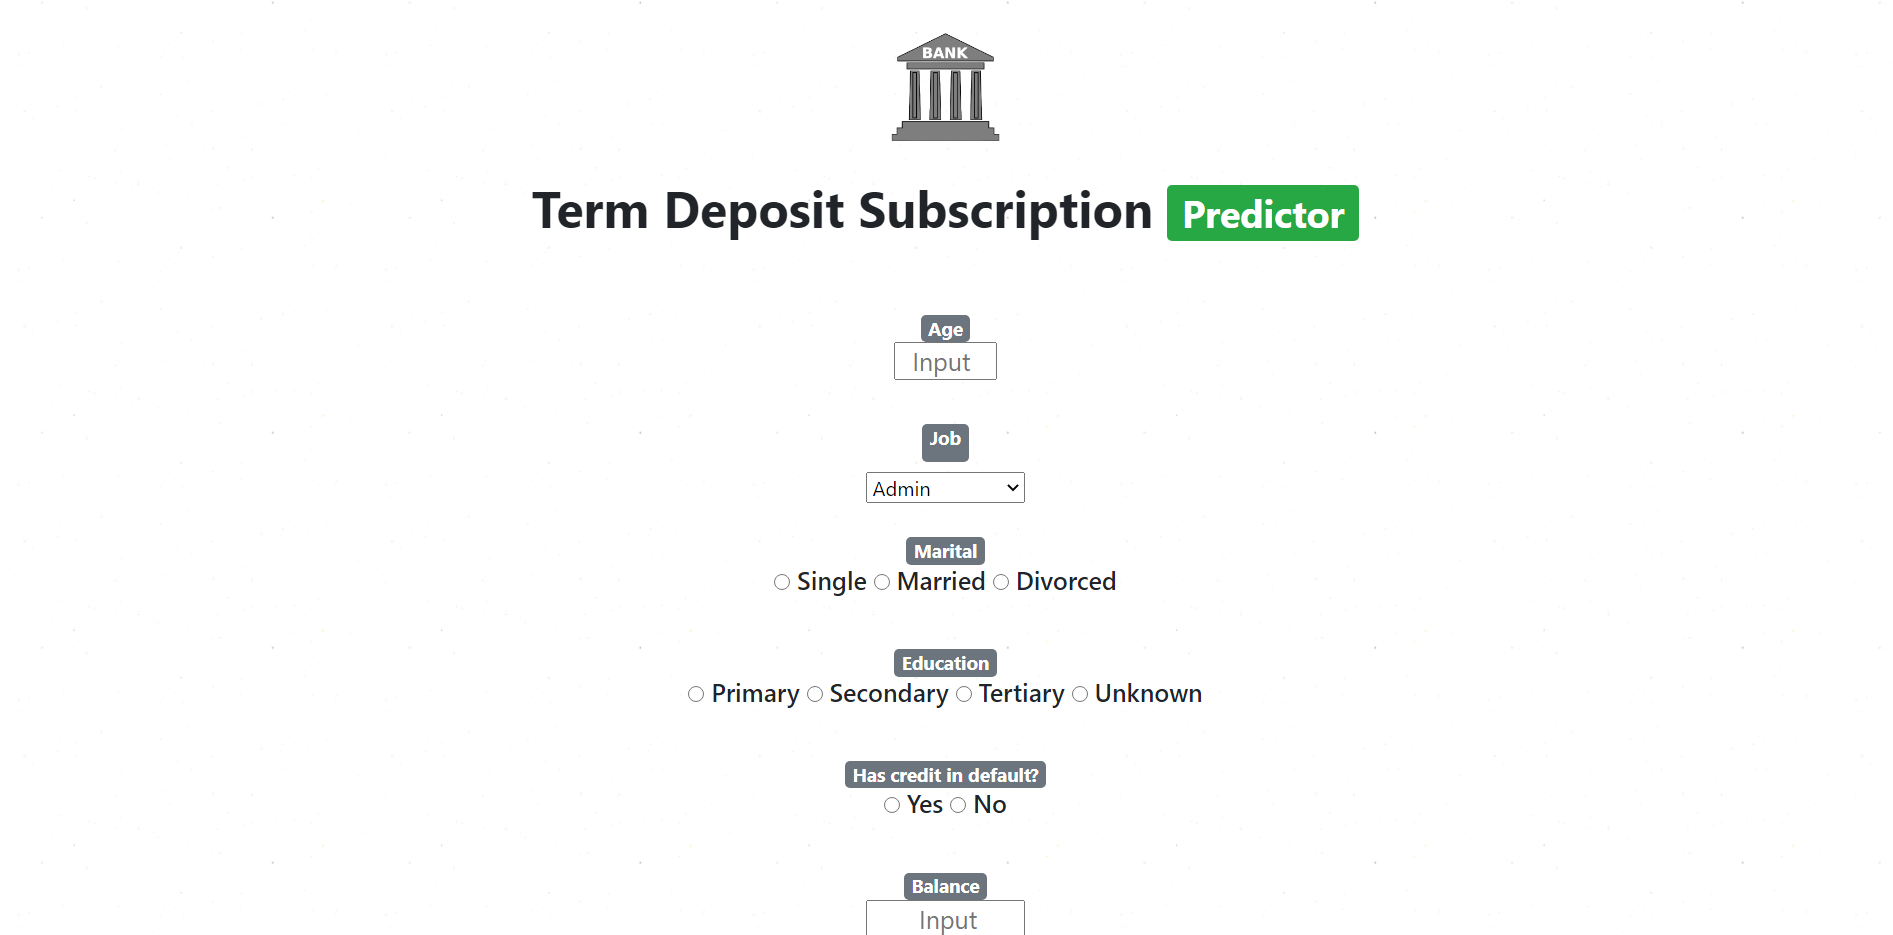 BANK
Term Deposit Subscription Predictor
Age
Input
Job
Admin
Marital
Single Married Divorced
Education
Primary Secondary Tertiary Unknown
Has credit in default?
Yes No
Balance
Input